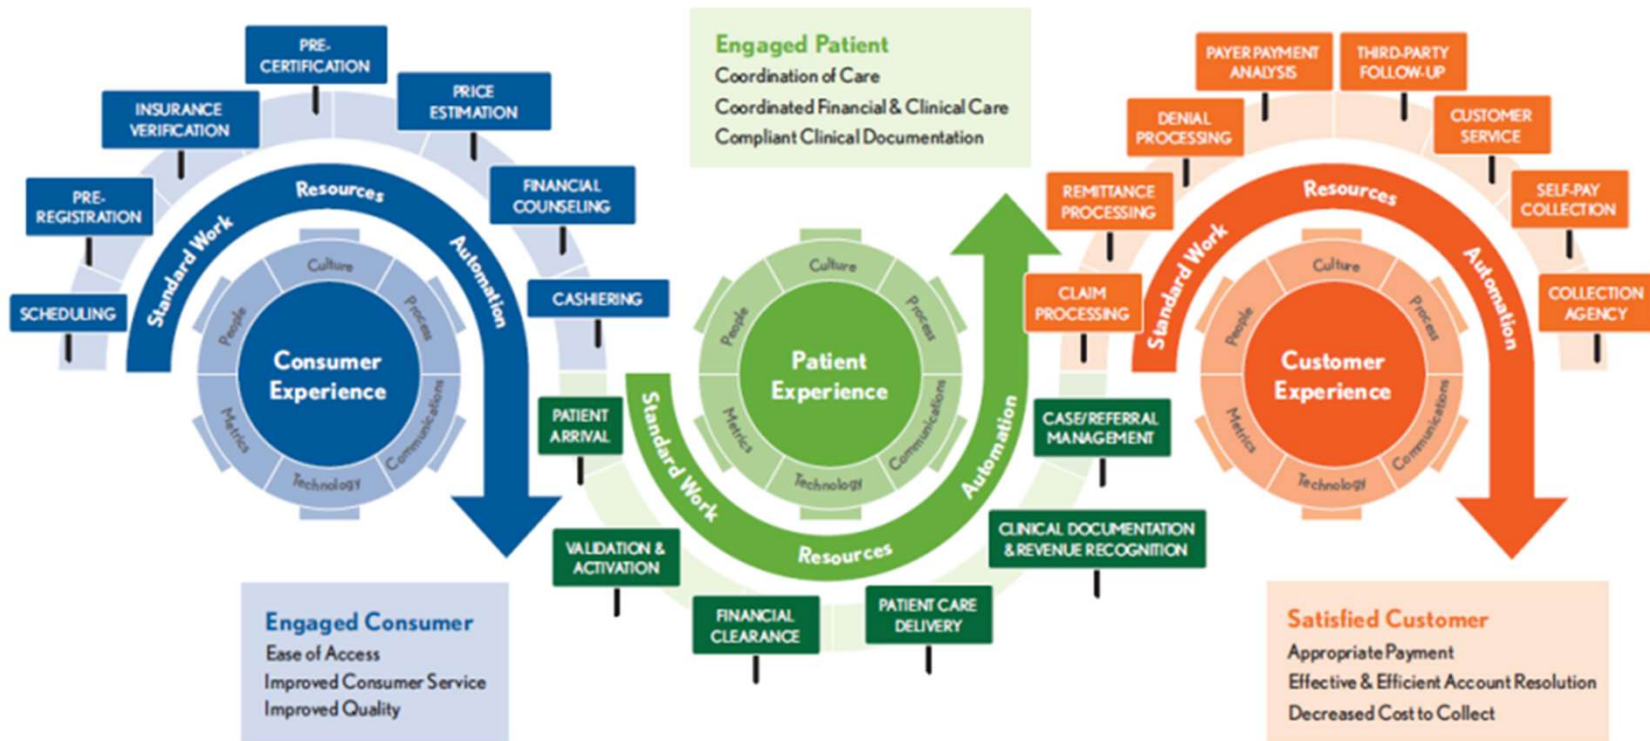 SCHEDULING
PRE-
REGISTRATION
INSURANCE
VERIFICATION
PRE-
CERTIFICATION
PRICE
ESTIMATION
FINANCIAL
COUNSELING
CASHIERING
Standard Work
Resources
Automation
People
Culture
Process
Communications
Technology
Metrics
Consumer
Experience
Engaged Consumer
Ease of Access
Improved Consumer Service
Improved Quality
Engaged Patient
Coordination of Care
Coordinated Financial & Clinical Care
Compliant Clinical Documentation
PATIENT
ARRIVAL
VALIDATION &
ACTIVATION
FINANCIAL
CLEARANCE
PATIENT CARE
DELIVERY
CLINICAL DOCUMENTATION
& REVENUE RECOGNITION
CASE/REFERRAL
MANAGEMENT
Standard Work
Resources
Automation
People
Culture
Process
Communications
Technology
Metrics
Patient
Experience
CLAIM
PROCESSING
REMITTANCE
PROCESSING
DENIAL
PROCESSING
PAYER PAYMENT
ANALYSIS
THIRD-PARTY
FOLLOW-UP
CUSTOMER
SERVICE
SELF-PAY
COLLECTION
COLLECTION
AGENCY
Standard Work
Resources
Automation
People
Culture
Process
Communications
Technology
Metrics
Customer
Experience
Satisfied Customer
Appropriate Payment
Effective & Efficient Account Resolution
Decreased Cost to Collect